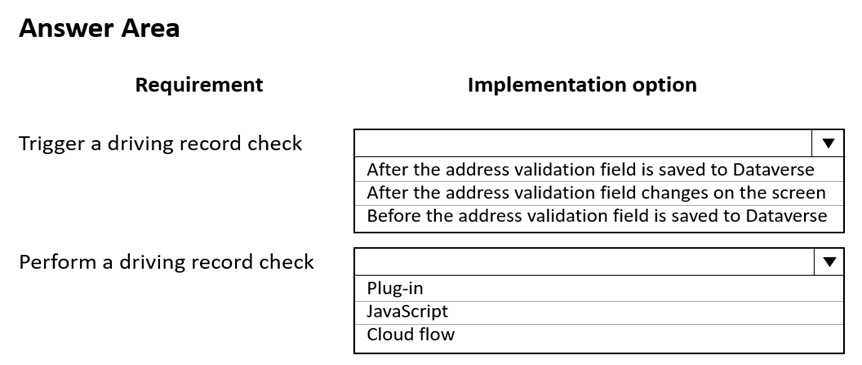 Answer Area
Requirement Implementation option
Trigger a driving record check
After the address validation field is saved to Dataverse
After the address validation field changes on the screen
Before the address validation field is saved to Dataverse
Perform a driving record check
Plug-in
JavaScript
Cloud flow